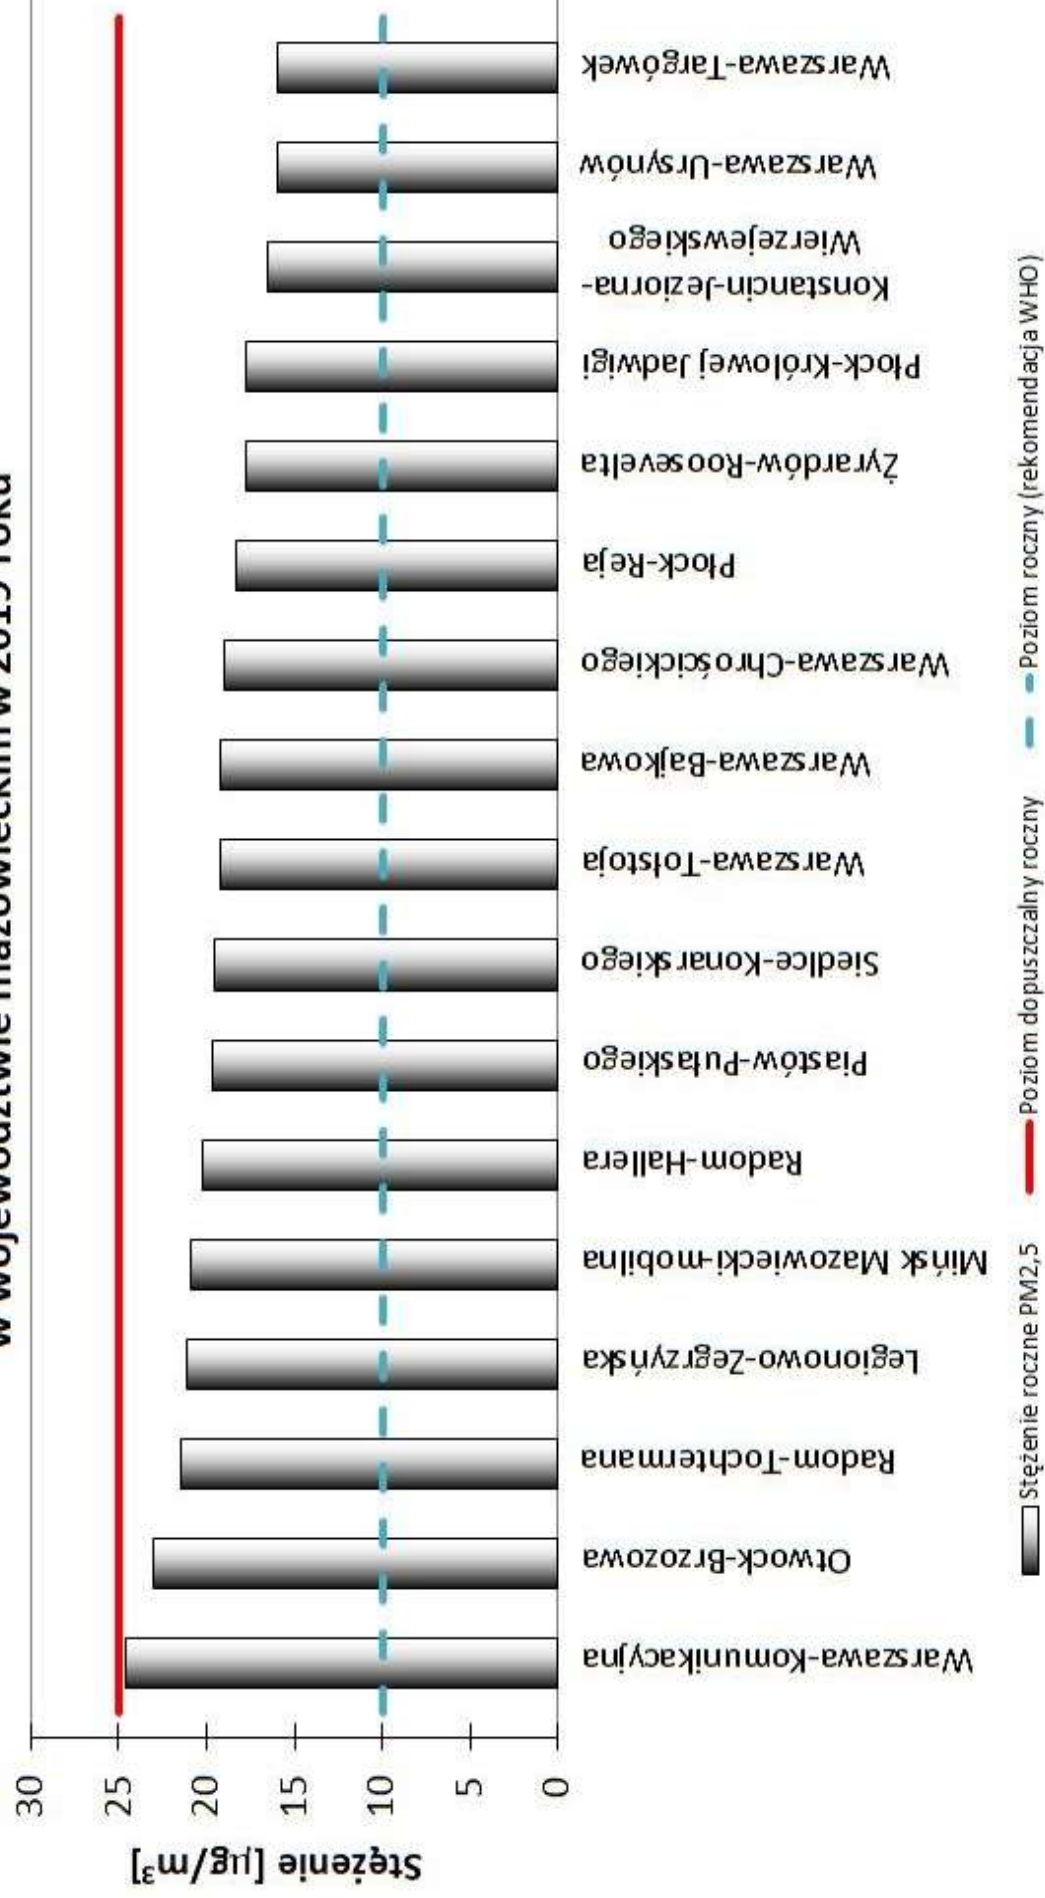 w województwie mazowieckim w 2019 roku
Stężenie [µg/m³]
30
25
20
15
10
5
0
Warszawa-Komunikacyjna
Otwock-Brzozowa
Radom-Tochtermana
Legionowo-Zegrzyńska
Mińsk Mazowiecki-mobilna
Radom-Hallera
Piastów-Pułaskiego
Siedlce-Konarskiego
Warszawa-Tołstoja
Warszawa-Bajkowa
Warszawa-Chrościckiego
Płock-Reja
Żyrardów-Roosevelta
Płock-Królowej Jadwigi
Konstancin-Jeziorna-
Wierzejewskiego
Warszawa-Ursynów
Warszawa-Targówek
Stężenie roczne PM2,5
Poziom dopuszczalny roczny
Poziom roczny (rekomendacja WHO)